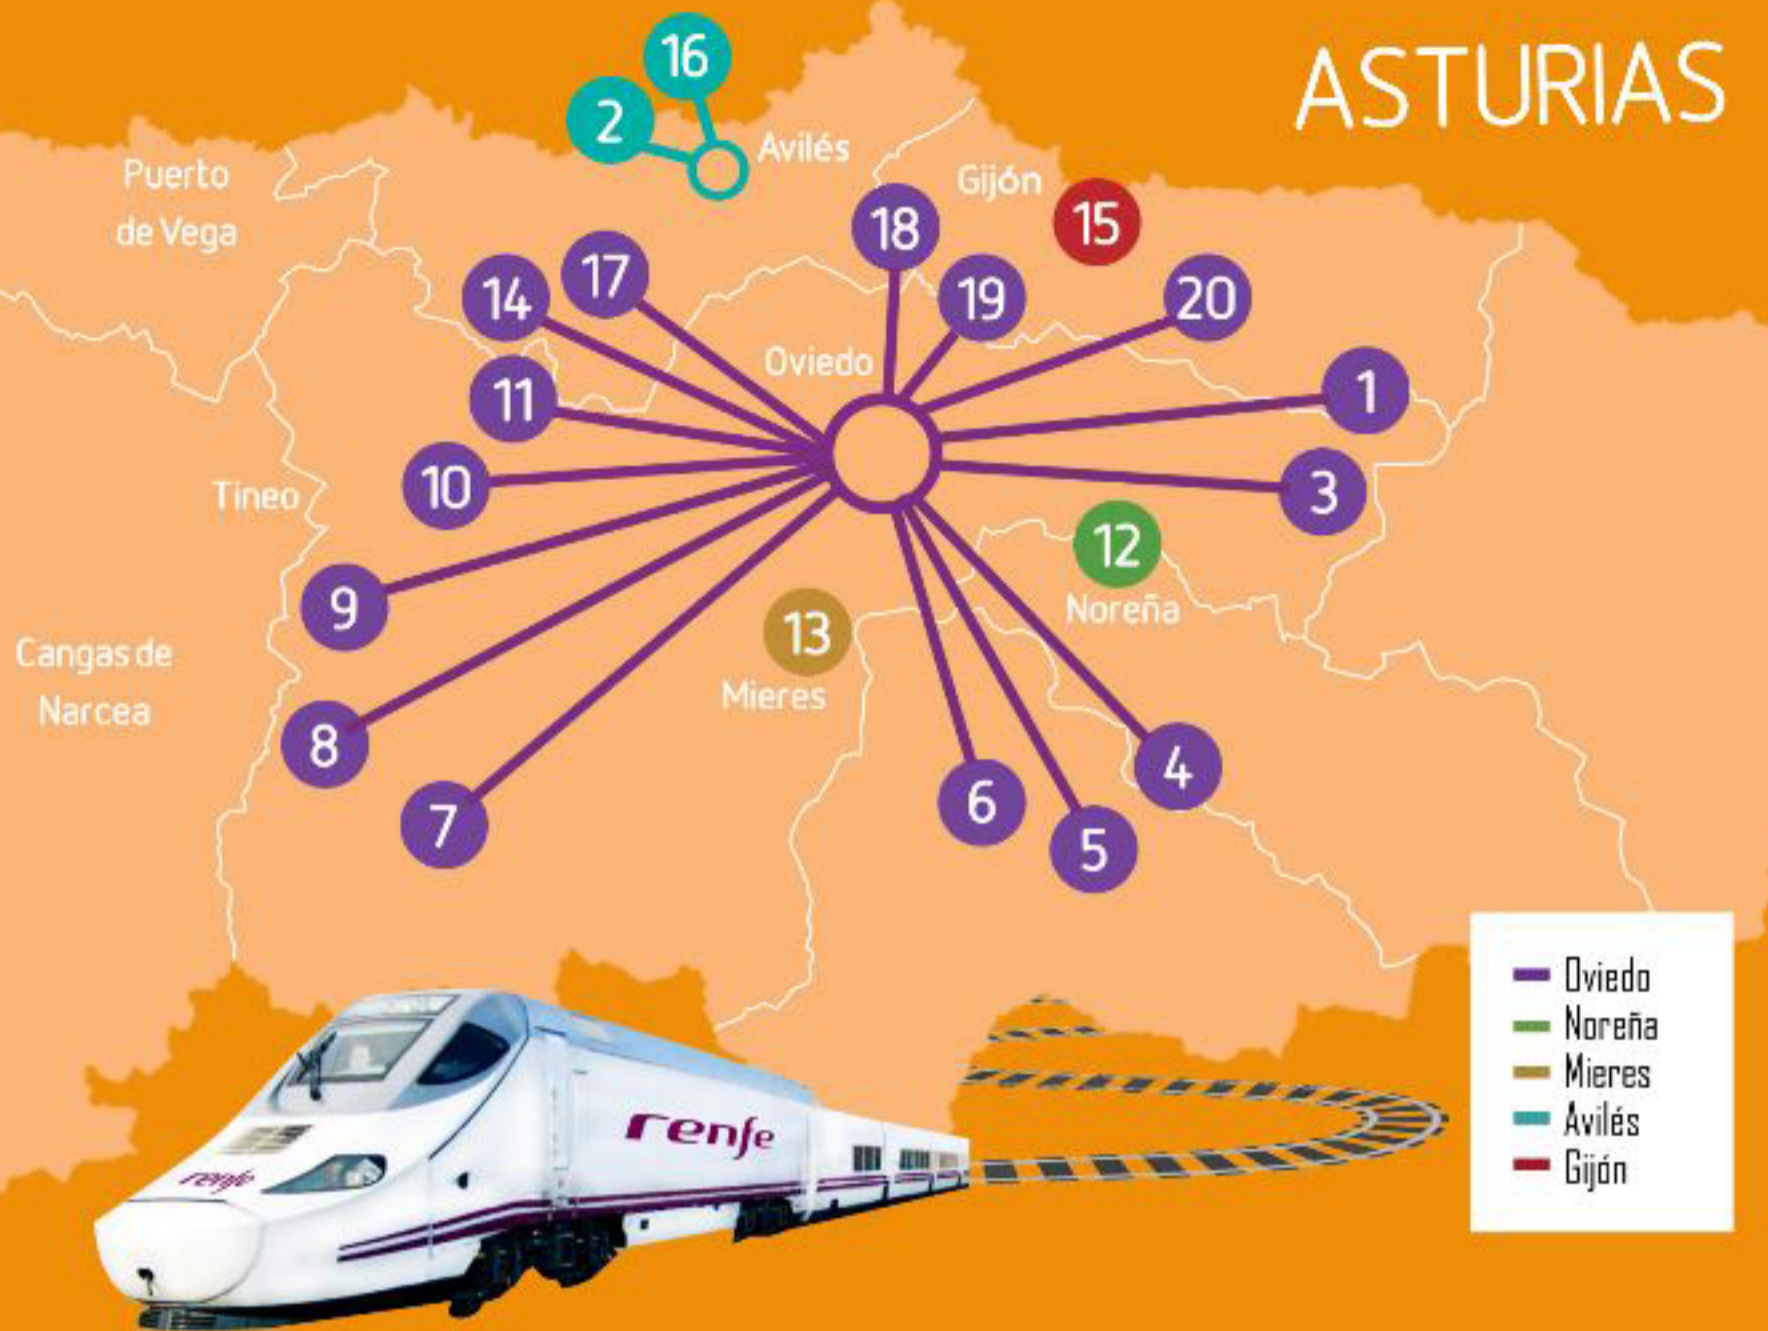 ASTURIAS
16
2
Avilés
Puerto
de Vega
Gijón
15
18
17
14
19
20
Oviedo
11
1
10
3
Tineo
12
Noreña
9
13
Mieres
Cangas de
Narcea
8
7
6
5
4
Oviedo
Noreña
Mieres
Avilés
Gijón
renfe
renfe